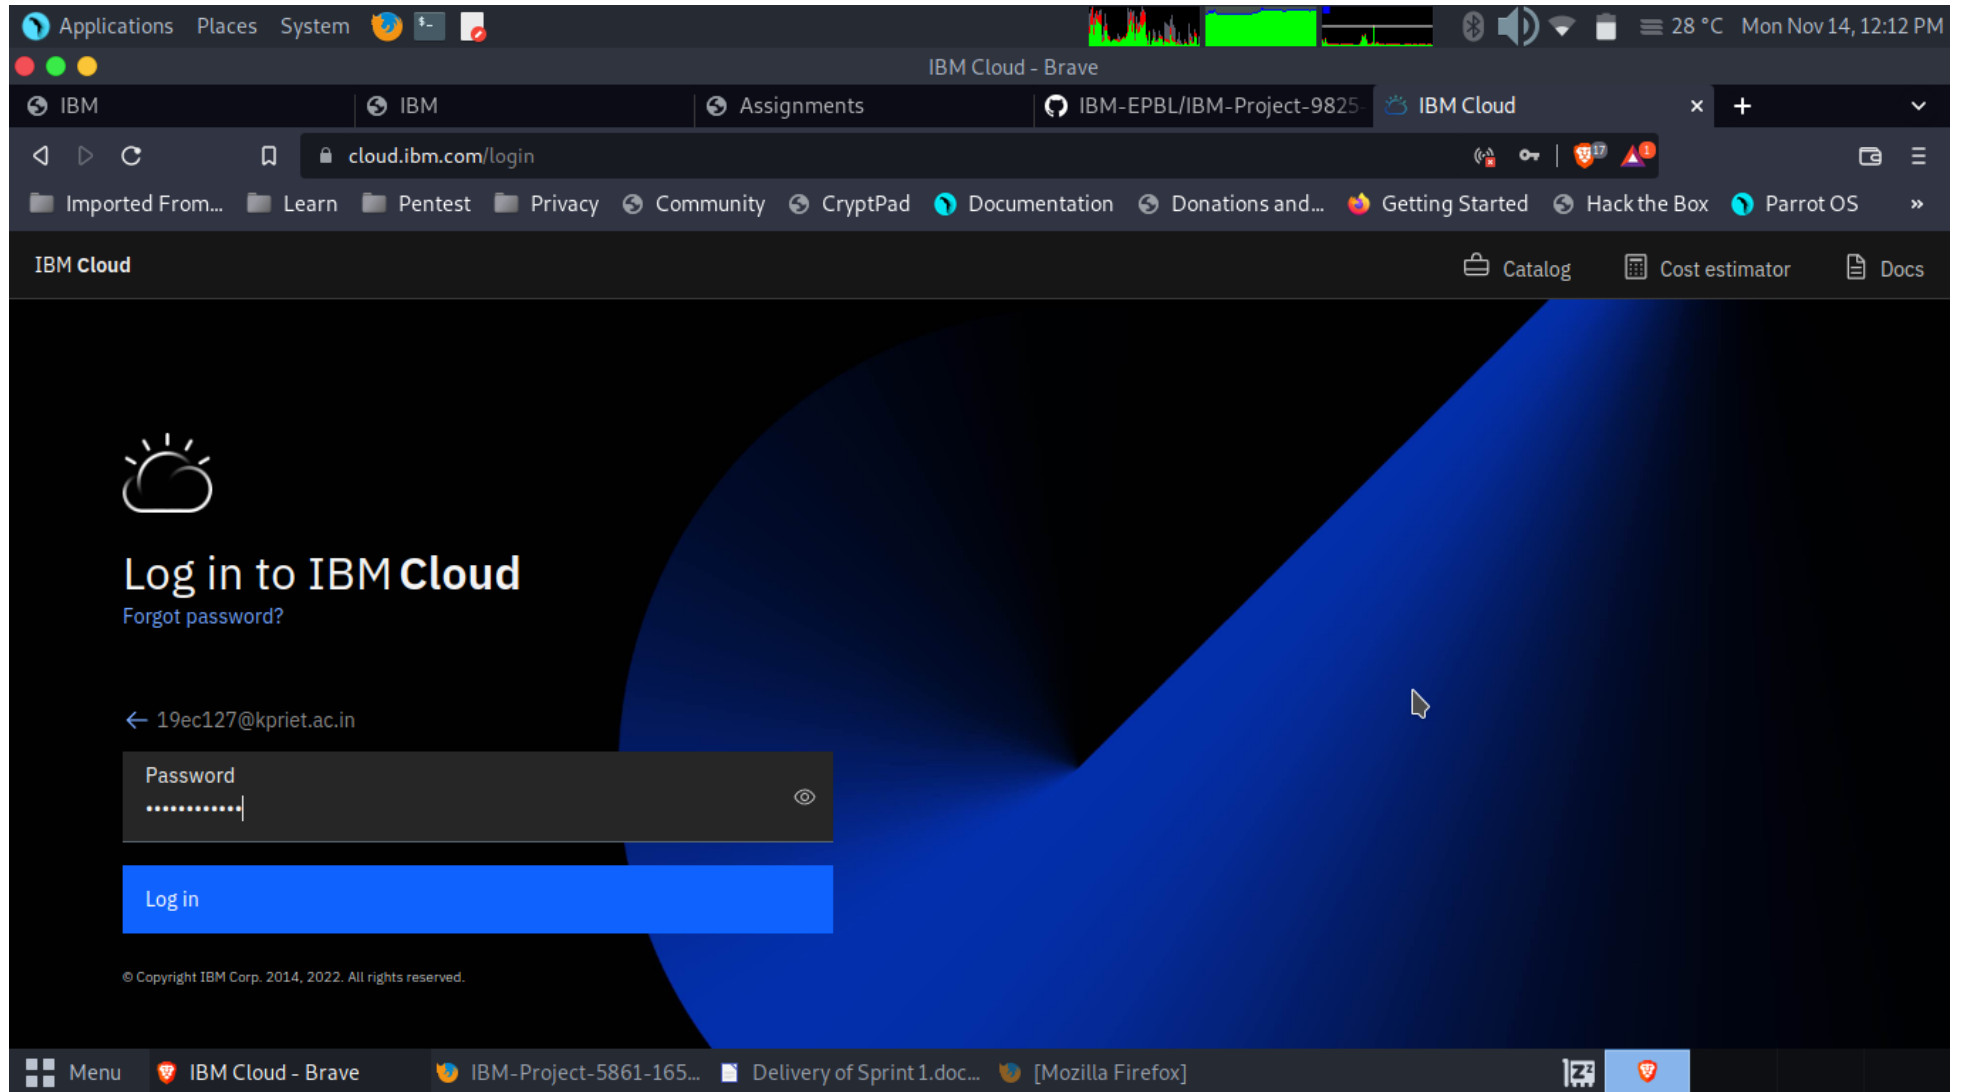 Applications Places System 28 °C Mon Nov 14, 12:12 PM
IBM Cloud - Brave
IBM IBM Assignments IBM-EPBL/IBM-Project-9825- IBM Cloud
cloud.ibm.com/login 17 1
Imported From... Learn Pentest Privacy Community CryptPad Documentation Donations and... Getting Started Hack the Box Parrot OS »
IBM Cloud Catalog Cost estimator Docs
Log in to IBM Cloud
Forgot password?
19ec127@kpriet.ac.in
Password
••••••••••••
Log in
© Copyright IBM Corp. 2014, 2022. All rights reserved.
Menu IBM Cloud - Brave IBM-Project-5861-165... Delivery of Sprint 1.doc... [Mozilla Firefox]